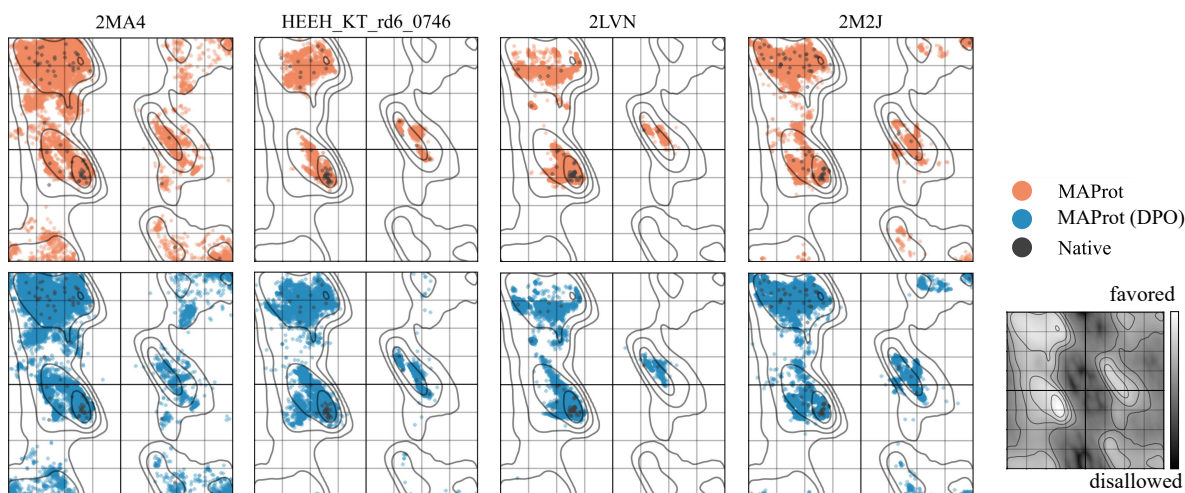 2MA4
HEEH_KT_rd6_0746
2LVN
2M2J
MAProt
MAProt (DPO)
Native
favored
disallowed